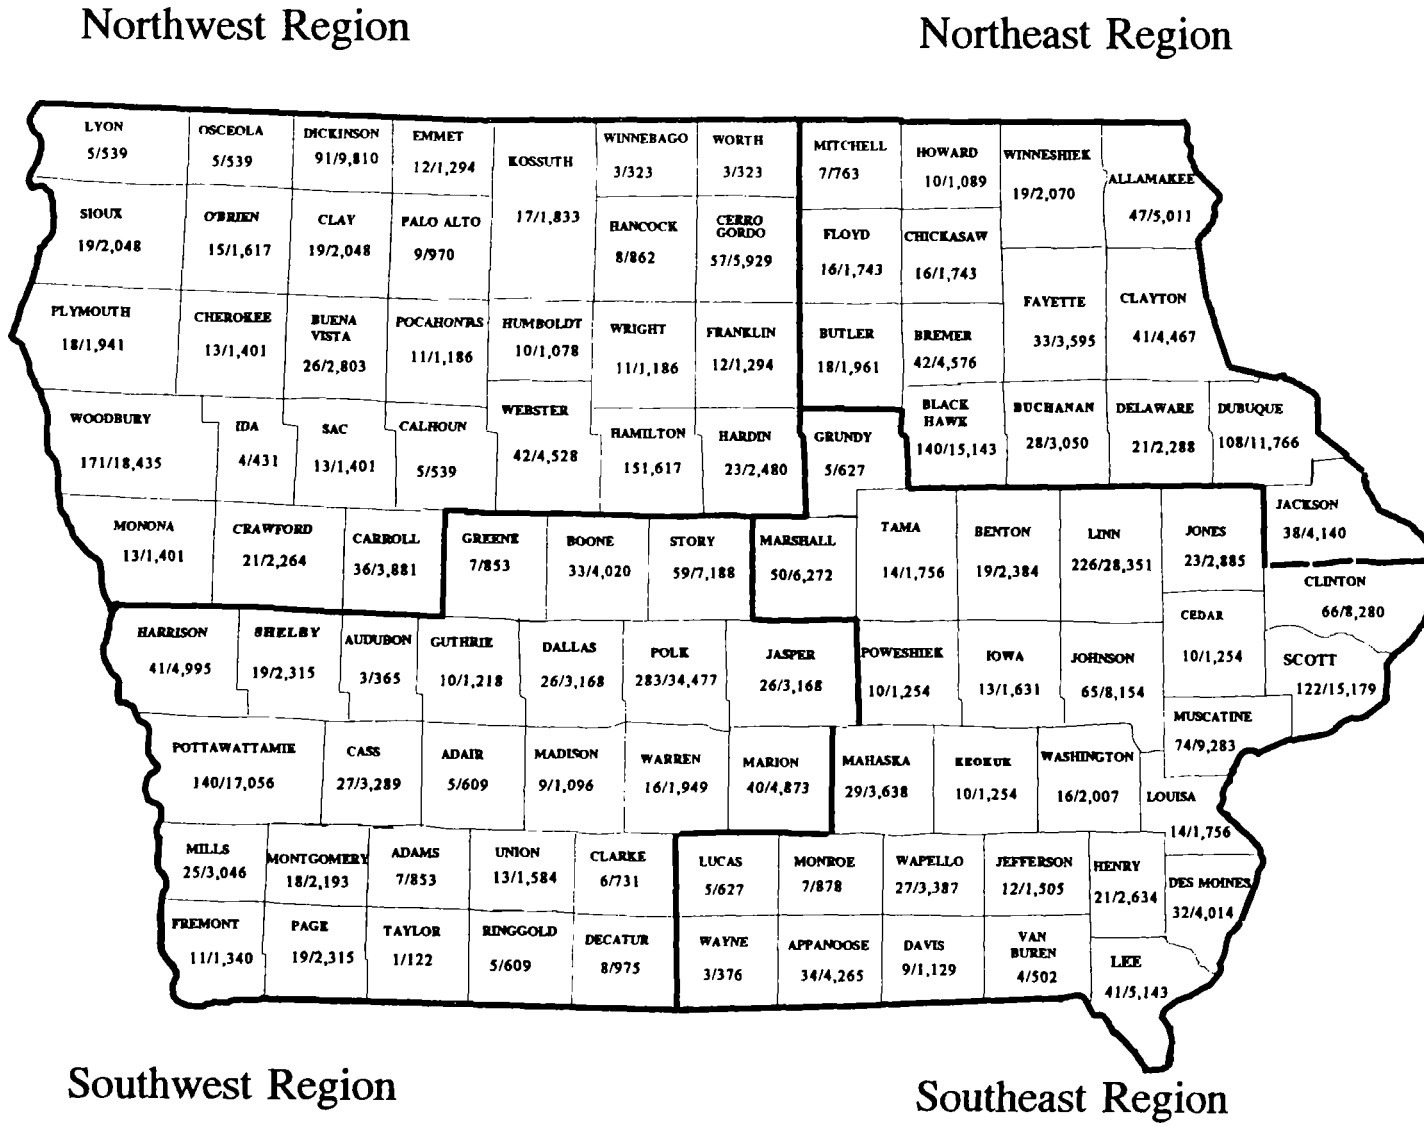 Northwest Region
Northeast Region
LYON
5/539
OSCEOLA
5/539
DICKINSON
91/9,810
EMMET
12/1,294
KOSSUTH
17/1,833
WINNEBAGO
3/323
WORTH
3/323
MITCHELL
7/763
HOWARD
10/1,089
WINNESHIEK
19/2,070
ALLAMAKEE
47/5,011
SIOUX
19/2,048
O'BRIEN
15/1,617
CLAY
19/2,048
PALO ALTO
9/970
HANCOCK
8/862
CERRO
GORDO
57/5,929
FLOYD
16/1,743
CHICKASAW
16/1,743
FAYETTE
33/3,595
CLAYTON
41/4,467
PLYMOUTH
18/1,941
CHEROKEE
13/1,401
BUENA
VISTA
26/2,803
POCAHONTAS
11/1,186
HUMBOLDT
10/1,078
WRIGHT
11/1,186
FRANKLIN
12/1,294
BUTLER
18/1,961
BREMER
42/4,576
WOODBURY
171/18,435
IDA
4/431
SAC
13/1,401
CALHOUN
5/539
WEBSTER
42/4,528
HAMILTON
151,617
HARDIN
23/2,480
GRUNDY
5/627
BLACK
HAWK
140/15,143
BUCHANAN
28/3,050
DELAWARE
21/2,288
DUBUQUE
108/11,766
MONONA
13/1,401
CRAWFORD
21/2,264
CARROLL
36/3,881
GREENE
7/853
BOONE
33/4,020
STORY
59/7,188
MARSHALL
50/6,272
TAMA
14/1,756
BENTON
19/2,384
LINN
226/28,351
JONES
23/2,885
JACKSON
38/4,140
CLINTON
66/8,280
HARRISON
41/4,995
SHELBY
19/2,315
AUDUBON
3/365
GUTHRIE
10/1,218
DALLAS
26/3,168
POLK
283/34,477
JASPER
26/3,168
POWESHIEK
10/1,254
IOWA
13/1,631
JOHNSON
65/8,154
CEDAR
10/1,254
SCOTT
122/15,179
MUSCATINE
74/9,283
POTTAWATTAMIE
140/17,056
CASS
27/3,289
ADAIR
5/609
MADISON
9/1,096
WARREN
16/1,949
MARION
40/4,873
MAHASKA
29/3,638
KEOKUK
10/1,254
WASHINGTON
16/2,007
LOUISA
14/1,756
MILLS
25/3,046
MONTGOMERY
18/2,193
ADAMS
7/853
UNION
13/1,584
CLARKE
6/731
LUCAS
5/627
MONROE
7/878
WAPELLO
27/3,387
JEFFERSON
12/1,505
HENRY
21/2,634
DES MOINES
32/4,014
FREMONT
11/1,340
PAGE
19/2,315
TAYLOR
1/122
RINGGOLD
5/609
DECATUR
8/975
WAYNE
3/376
APPANOOSE
34/4,265
DAVIS
9/1,129
VAN
BUREN
4/502
LEE
41/5,143
Southwest Region
Southeast Region